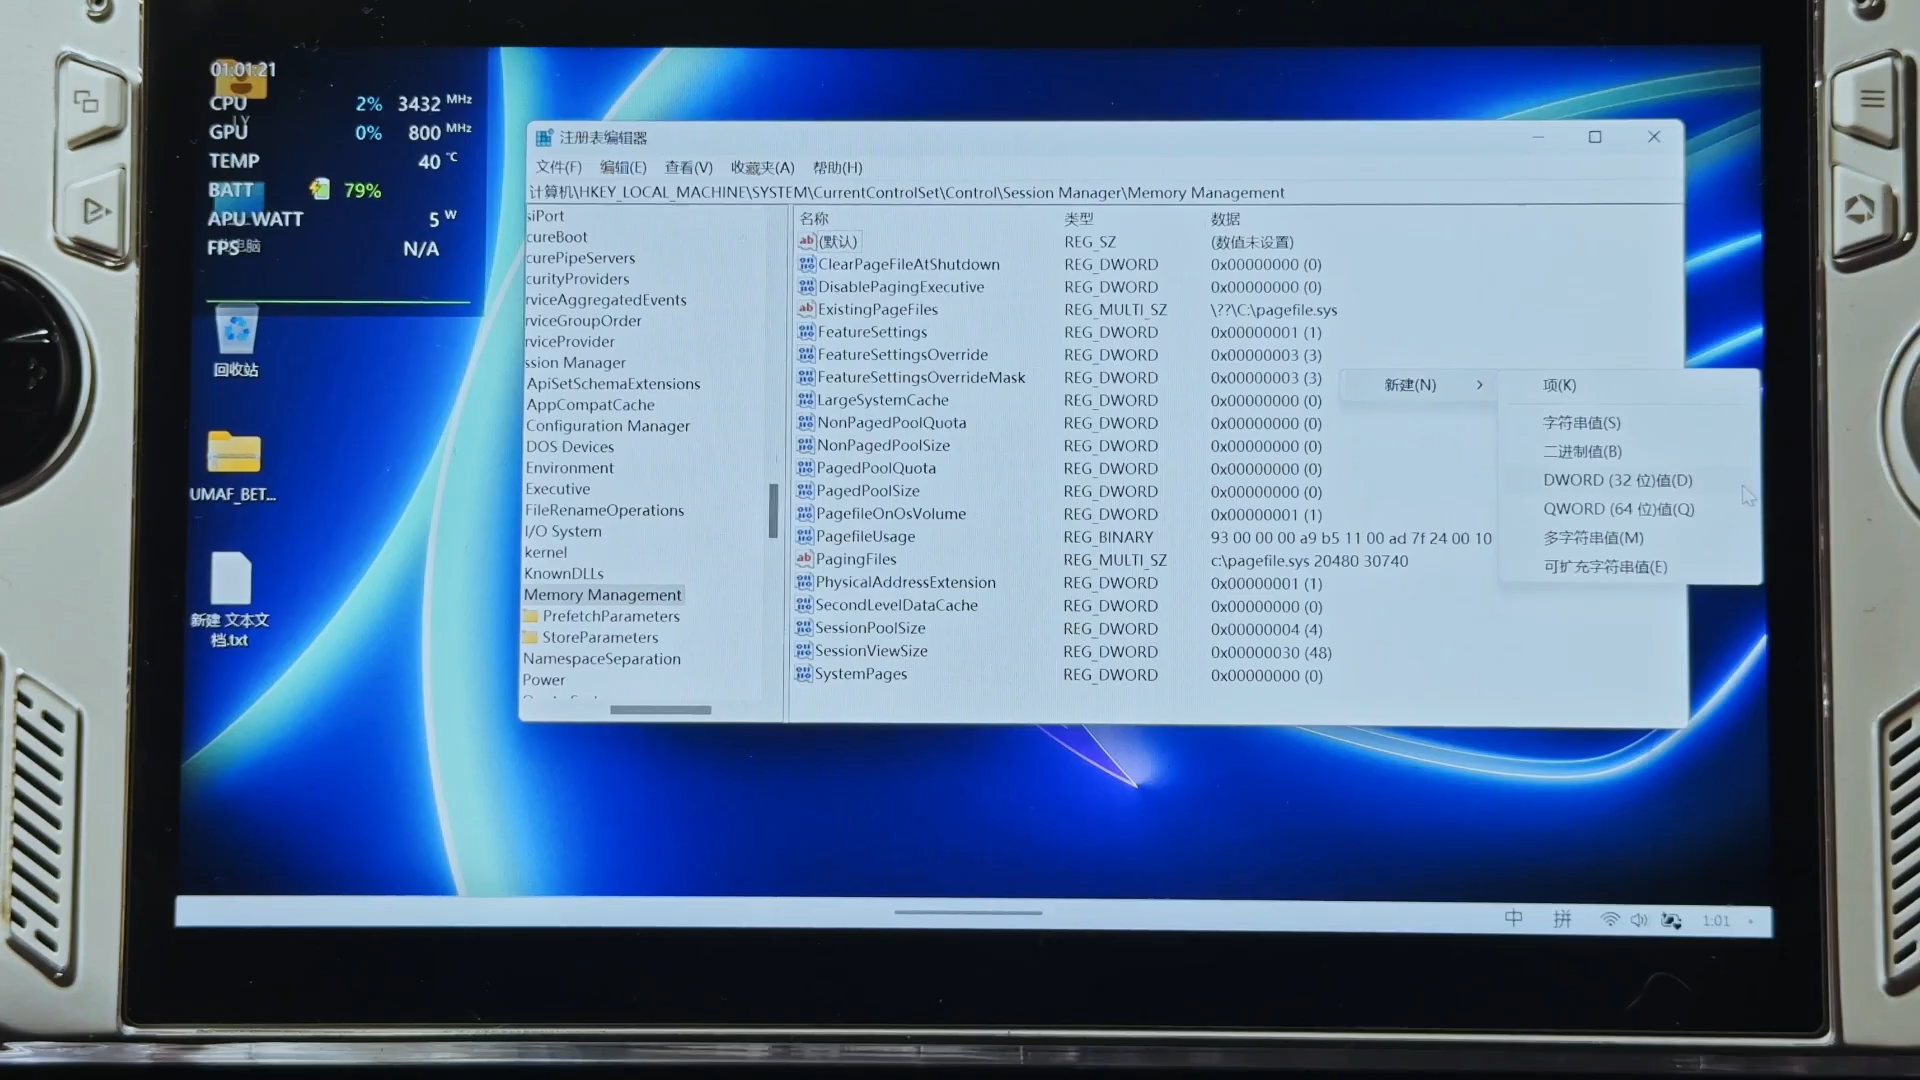 01:01:21
CPU 2% 3432 MHz
LY
GPU 0% 800 MHz
TEMP 40 °C
BATT 79%
APU WATT 5 W
FPS N/A
电脑
回收站
UMAF_BET...
新建 文本文
档.txt
注册表编辑器
文件(F) 编辑(E) 查看(V) 收藏夹(A) 帮助(H)
计算机\HKEY_LOCAL_MACHINE\SYSTEM\CurrentControlSet\Control\Session Manager\Memory Management
siPort
cureBoot
curePipeServers
curityProviders
rviceAggregatedEvents
rviceGroupOrder
rviceProvider
ssion Manager
ApiSetSchemaExtensions
AppCompatCache
Configuration Manager
DOS Devices
Environment
Executive
FileRenameOperations
I/O System
kernel
KnownDLLs
Memory Management
PrefetchParameters
StoreParameters
NamespaceSeparation
Power
名称 类型 数据
(默认) REG_SZ (数值未设置)
ClearPageFileAtShutdown REG_DWORD 0x00000000 (0)
DisablePagingExecutive REG_DWORD 0x00000000 (0)
ExistingPageFiles REG_MULTI_SZ \??\C:\pagefile.sys
FeatureSettings REG_DWORD 0x00000001 (1)
FeatureSettingsOverride REG_DWORD 0x00000003 (3)
FeatureSettingsOverrideMask REG_DWORD 0x00000003 (3)
LargeSystemCache REG_DWORD 0x00000000 (0)
NonPagedPoolQuota REG_DWORD 0x00000000 (0)
NonPagedPoolSize REG_DWORD 0x00000000 (0)
PagedPoolQuota REG_DWORD 0x00000000 (0)
PagedPoolSize REG_DWORD 0x00000000 (0)
PagefileOnOsVolume REG_DWORD 0x00000001 (1)
PagefileUsage REG_BINARY 93 00 00 00 a9 b5 11 00 ad 7f 24 00 10
PagingFiles REG_MULTI_SZ c:\pagefile.sys 20480 30740
PhysicalAddressExtension REG_DWORD 0x00000001 (1)
SecondLevelDataCache REG_DWORD 0x00000000 (0)
SessionPoolSize REG_DWORD 0x00000004 (4)
SessionViewSize REG_DWORD 0x00000030 (48)
SystemPages REG_DWORD 0x00000000 (0)
新建(N)
项(K)
字符串值(S)
二进制值(B)
DWORD (32 位)值(D)
QWORD (64 位)值(Q)
多字符串值(M)
可扩充字符串值(E)
中 拼 1:01